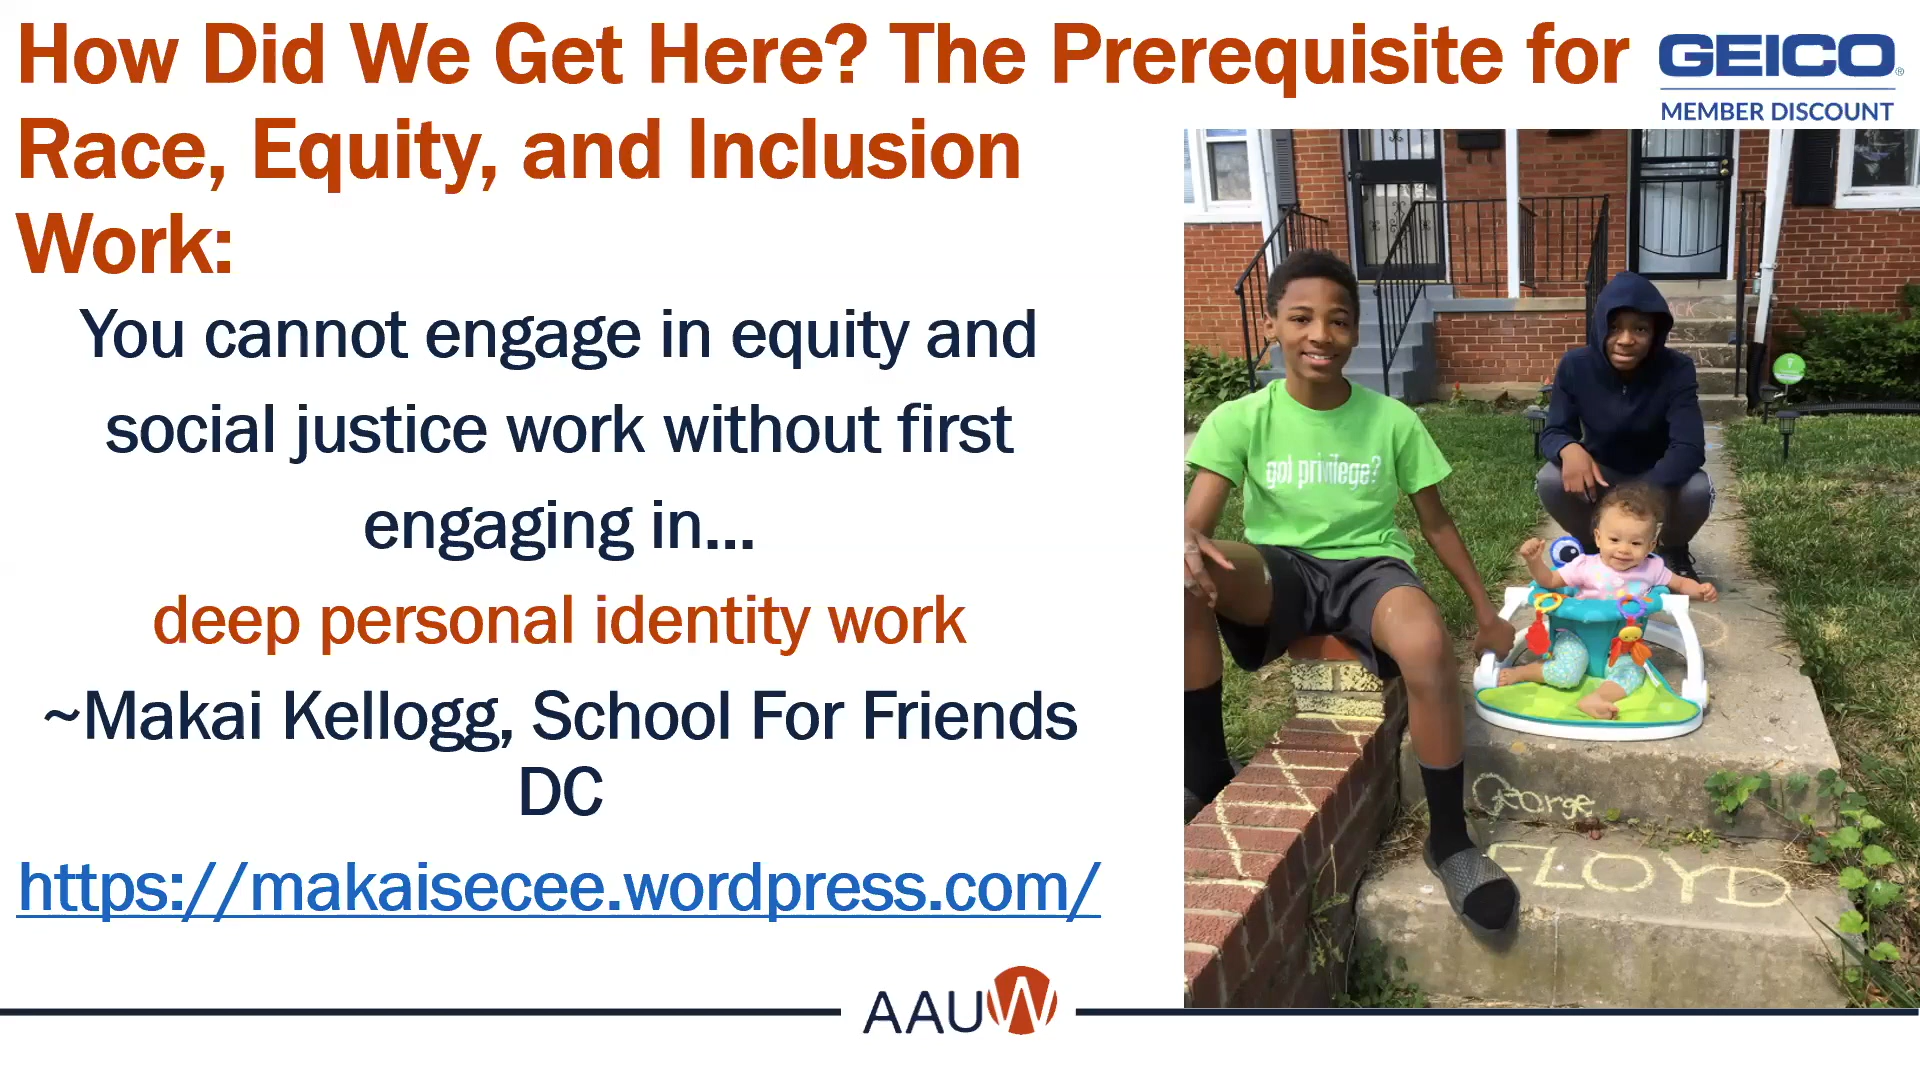 How Did We Get Here? The Prerequisite for
Race, Equity, and Inclusion
Work:
GEICO®
MEMBER DISCOUNT
You cannot engage in equity and
social justice work without first
engaging in...
deep personal identity work
~Makai Kellogg, School For Friends
DC
https://makaisecee.wordpress.com/
got privilege?
George
FLOYD
AAUW